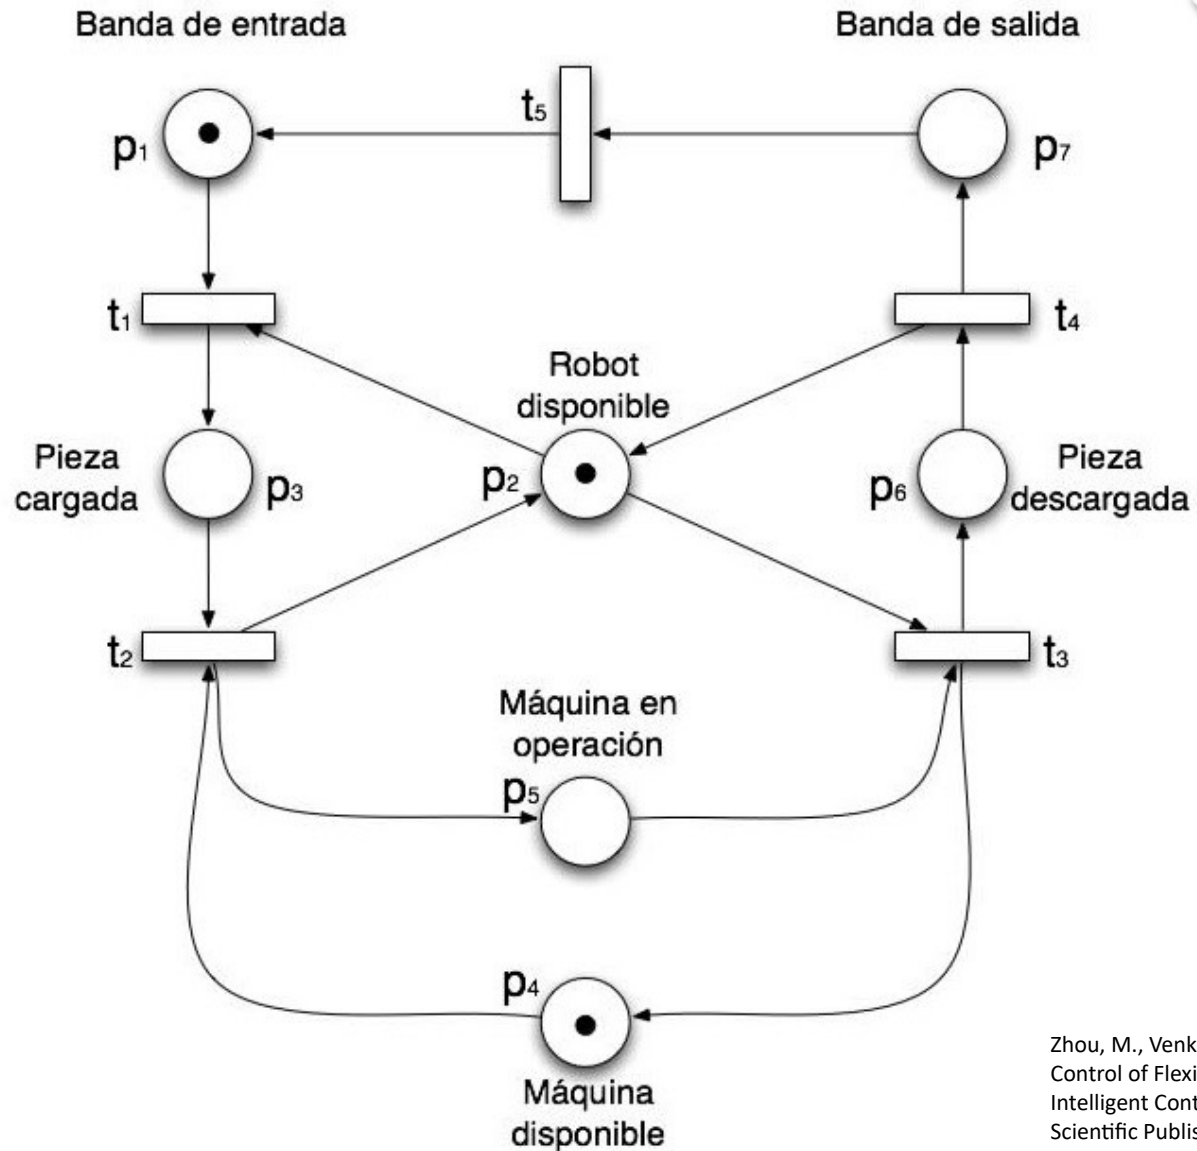 Banda de entrada
Banda de salida
t5
p1
p7
t1
t4
Robot
disponible
Pieza
cargada
p3
p2
p6
Pieza
descargada
t2
t3
Máquina en
operación
p5
p4
Máquina
disponible
Zhou, M., Venk
Control of Flexi
Intelligent Cont
Scientific Publis